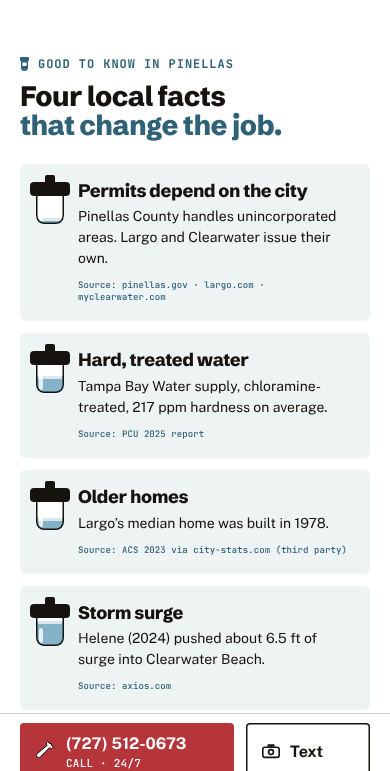 GOOD TO KNOW IN PINELLAS
Four local facts
that change the job.
Permits depend on the city
Pinellas County handles unincorporated
areas. Largo and Clearwater issue their
own.
Source: pinellas.gov · largo.com ·
myclearwater.com
Hard, treated water
Tampa Bay Water supply, chloramine-
treated, 217 ppm hardness on average.
Source: PCU 2025 report
Older homes
Largo’s median home was built in 1978.
Source: ACS 2023 via city-stats.com (third party)
Storm surge
Helene (2024) pushed about 6.5 ft of
surge into Clearwater Beach.
Source: axios.com
(727) 512-0673
CALL · 24/7
Text